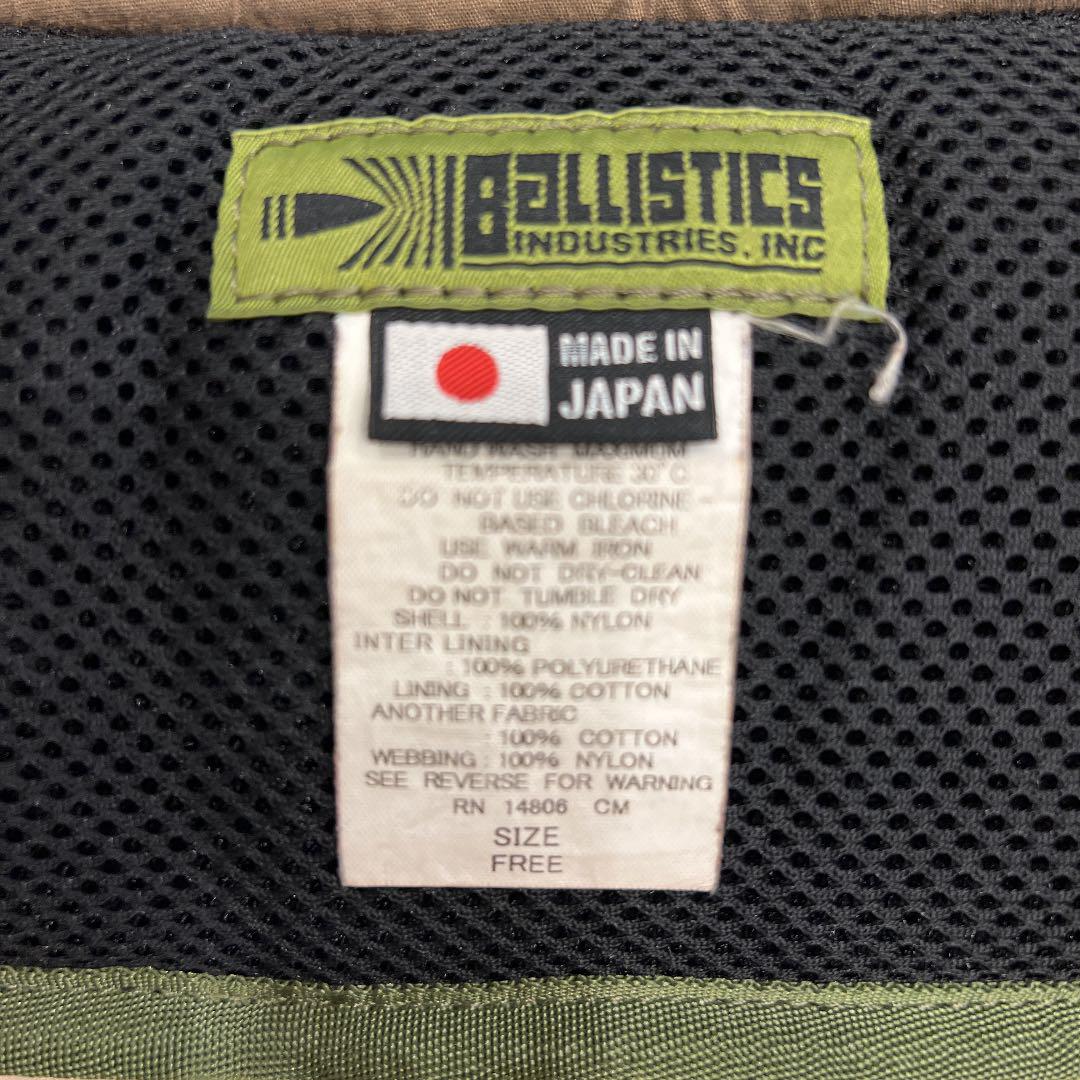 BALLISTICS
INDUSTRIES, INC
MADE IN
JAPAN
HAND WASH MAXIMUM
TEMPERATURE 30°C
DO NOT USE CHLORINE-
BASED BLEACH
USE WARM IRON
DO NOT DRY-CLEAN
DO NOT TUMBLE DRY
SHELL : 100% NYLON
INTER LINING
: 100% POLYURETHANE
LINING : 100% COTTON
ANOTHER FABRIC
: 100% COTTON
WEBBING : 100% NYLON
SEE REVERSE FOR WARNING
RN 14806 CM
SIZE
FREE